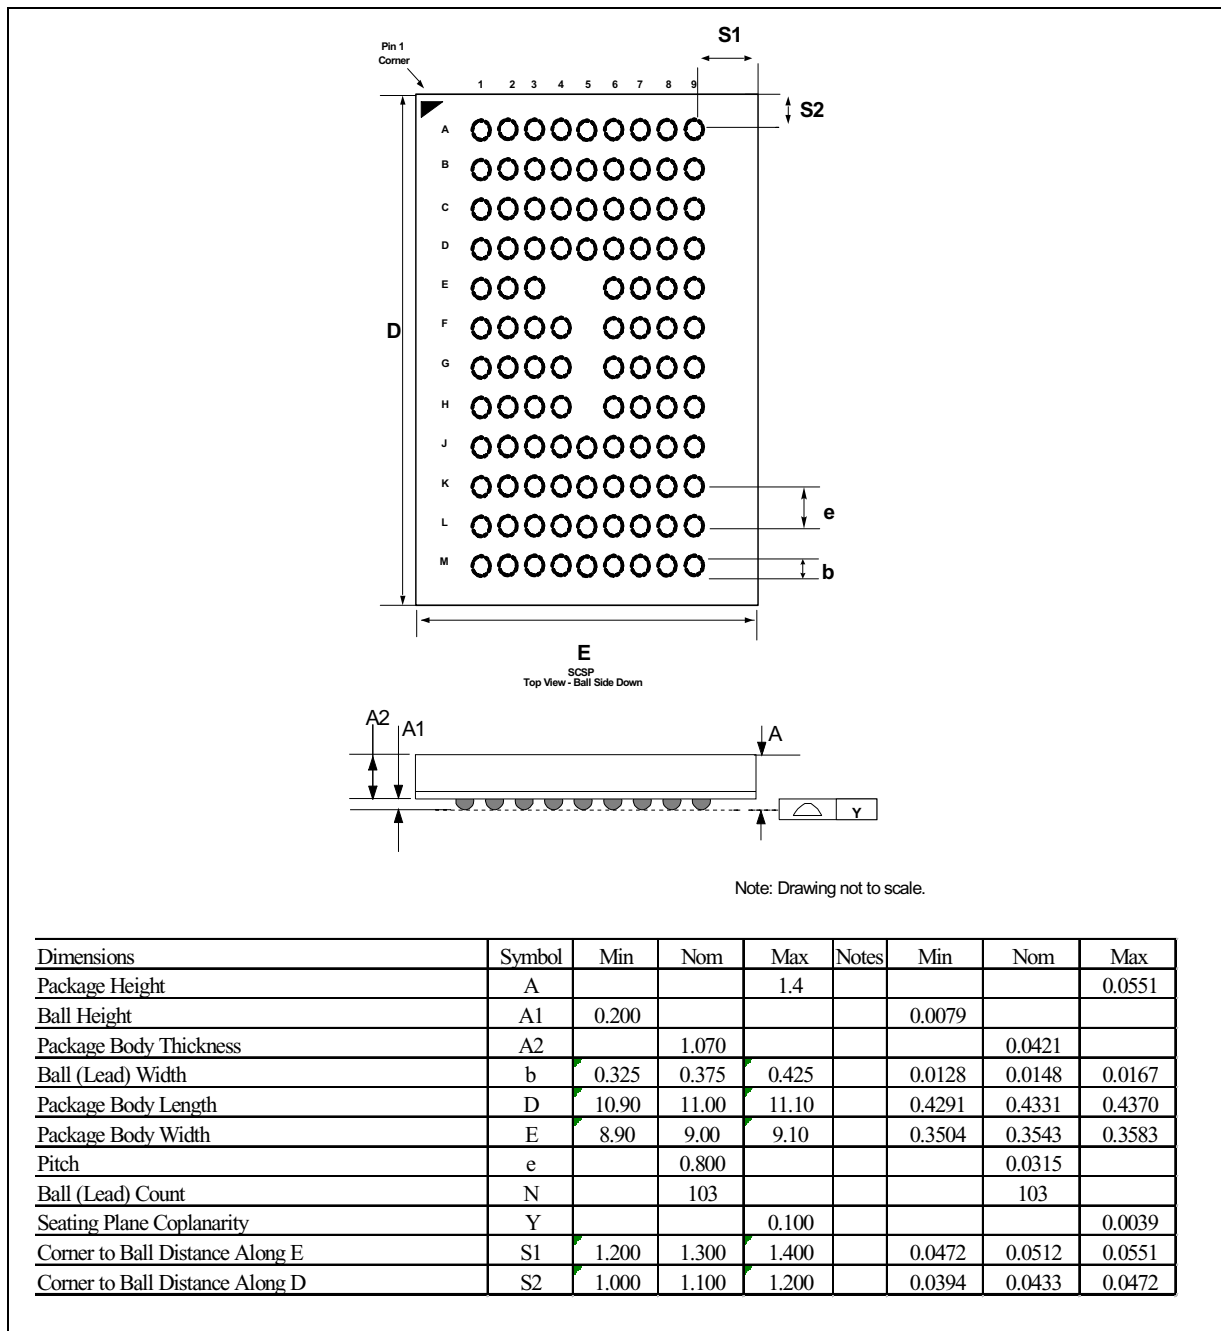 S1
Pin 1
Corner
1 2 3 4 5 6 7 8 9
S2
A
B
C
D
E
F
D
G
H
J
K
e
L
M
b
E
SCSP
Top View - Ball Side Down
A2
A1
A
Y
Note: Drawing not to scale.
Dimensions Symbol Min Nom Max Notes Min Nom Max
Package Height A 1.4 0.0551
Ball Height A1 0.200 0.0079
Package Body Thickness A2 1.070 0.0421
Ball (Lead) Width b 0.325 0.375 0.425 0.0128 0.0148 0.0167
Package Body Length D 10.90 11.00 11.10 0.4291 0.4331 0.4370
Package Body Width E 8.90 9.00 9.10 0.3504 0.3543 0.3583
Pitch e 0.800 0.0315
Ball (Lead) Count N 103 103
Seating Plane Coplanarity Y 0.100 0.0039
Corner to Ball Distance Along E S1 1.200 1.300 1.400 0.0472 0.0512 0.0551
Corner to Ball Distance Along D S2 1.000 1.100 1.200 0.0394 0.0433 0.0472